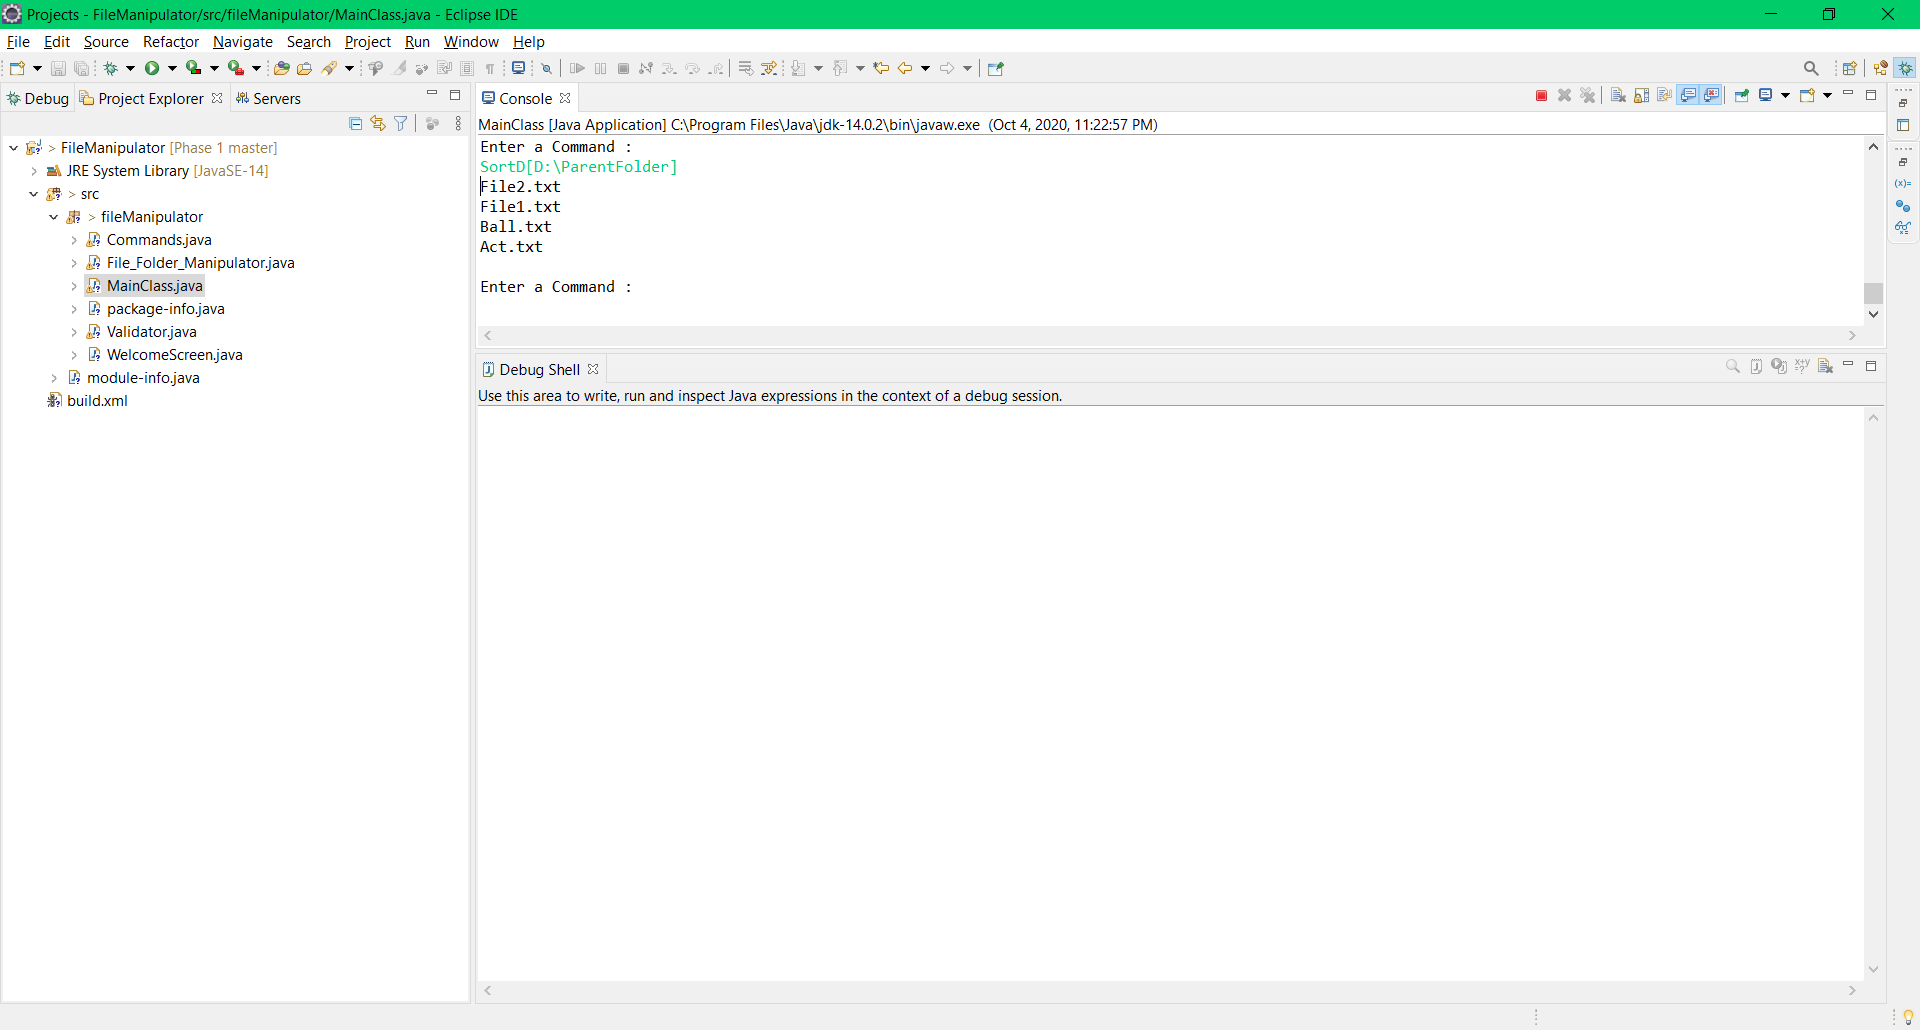 Projects - FileManipulator/src/fileManipulator/MainClass.java - Eclipse IDE
File Edit Source Refactor Navigate Search Project Run Window Help
Debug Project Explorer Servers
> FileManipulator [Phase 1 master]
JRE System Library [JavaSE-14]
> src
> fileManipulator
Commands.java
File_Folder_Manipulator.java
MainClass.java
package-info.java
Validator.java
WelcomeScreen.java
module-info.java
build.xml
Console
MainClass [Java Application] C:\Program Files\Java\jdk-14.0.2\bin\javaw.exe (Oct 4, 2020, 11:22:57 PM)
Enter a Command :
SortD[D:\ParentFolder]
File2.txt
File1.txt
Ball.txt
Act.txt
Enter a Command :
Debug Shell
Use this area to write, run and inspect Java expressions in the context of a debug session.